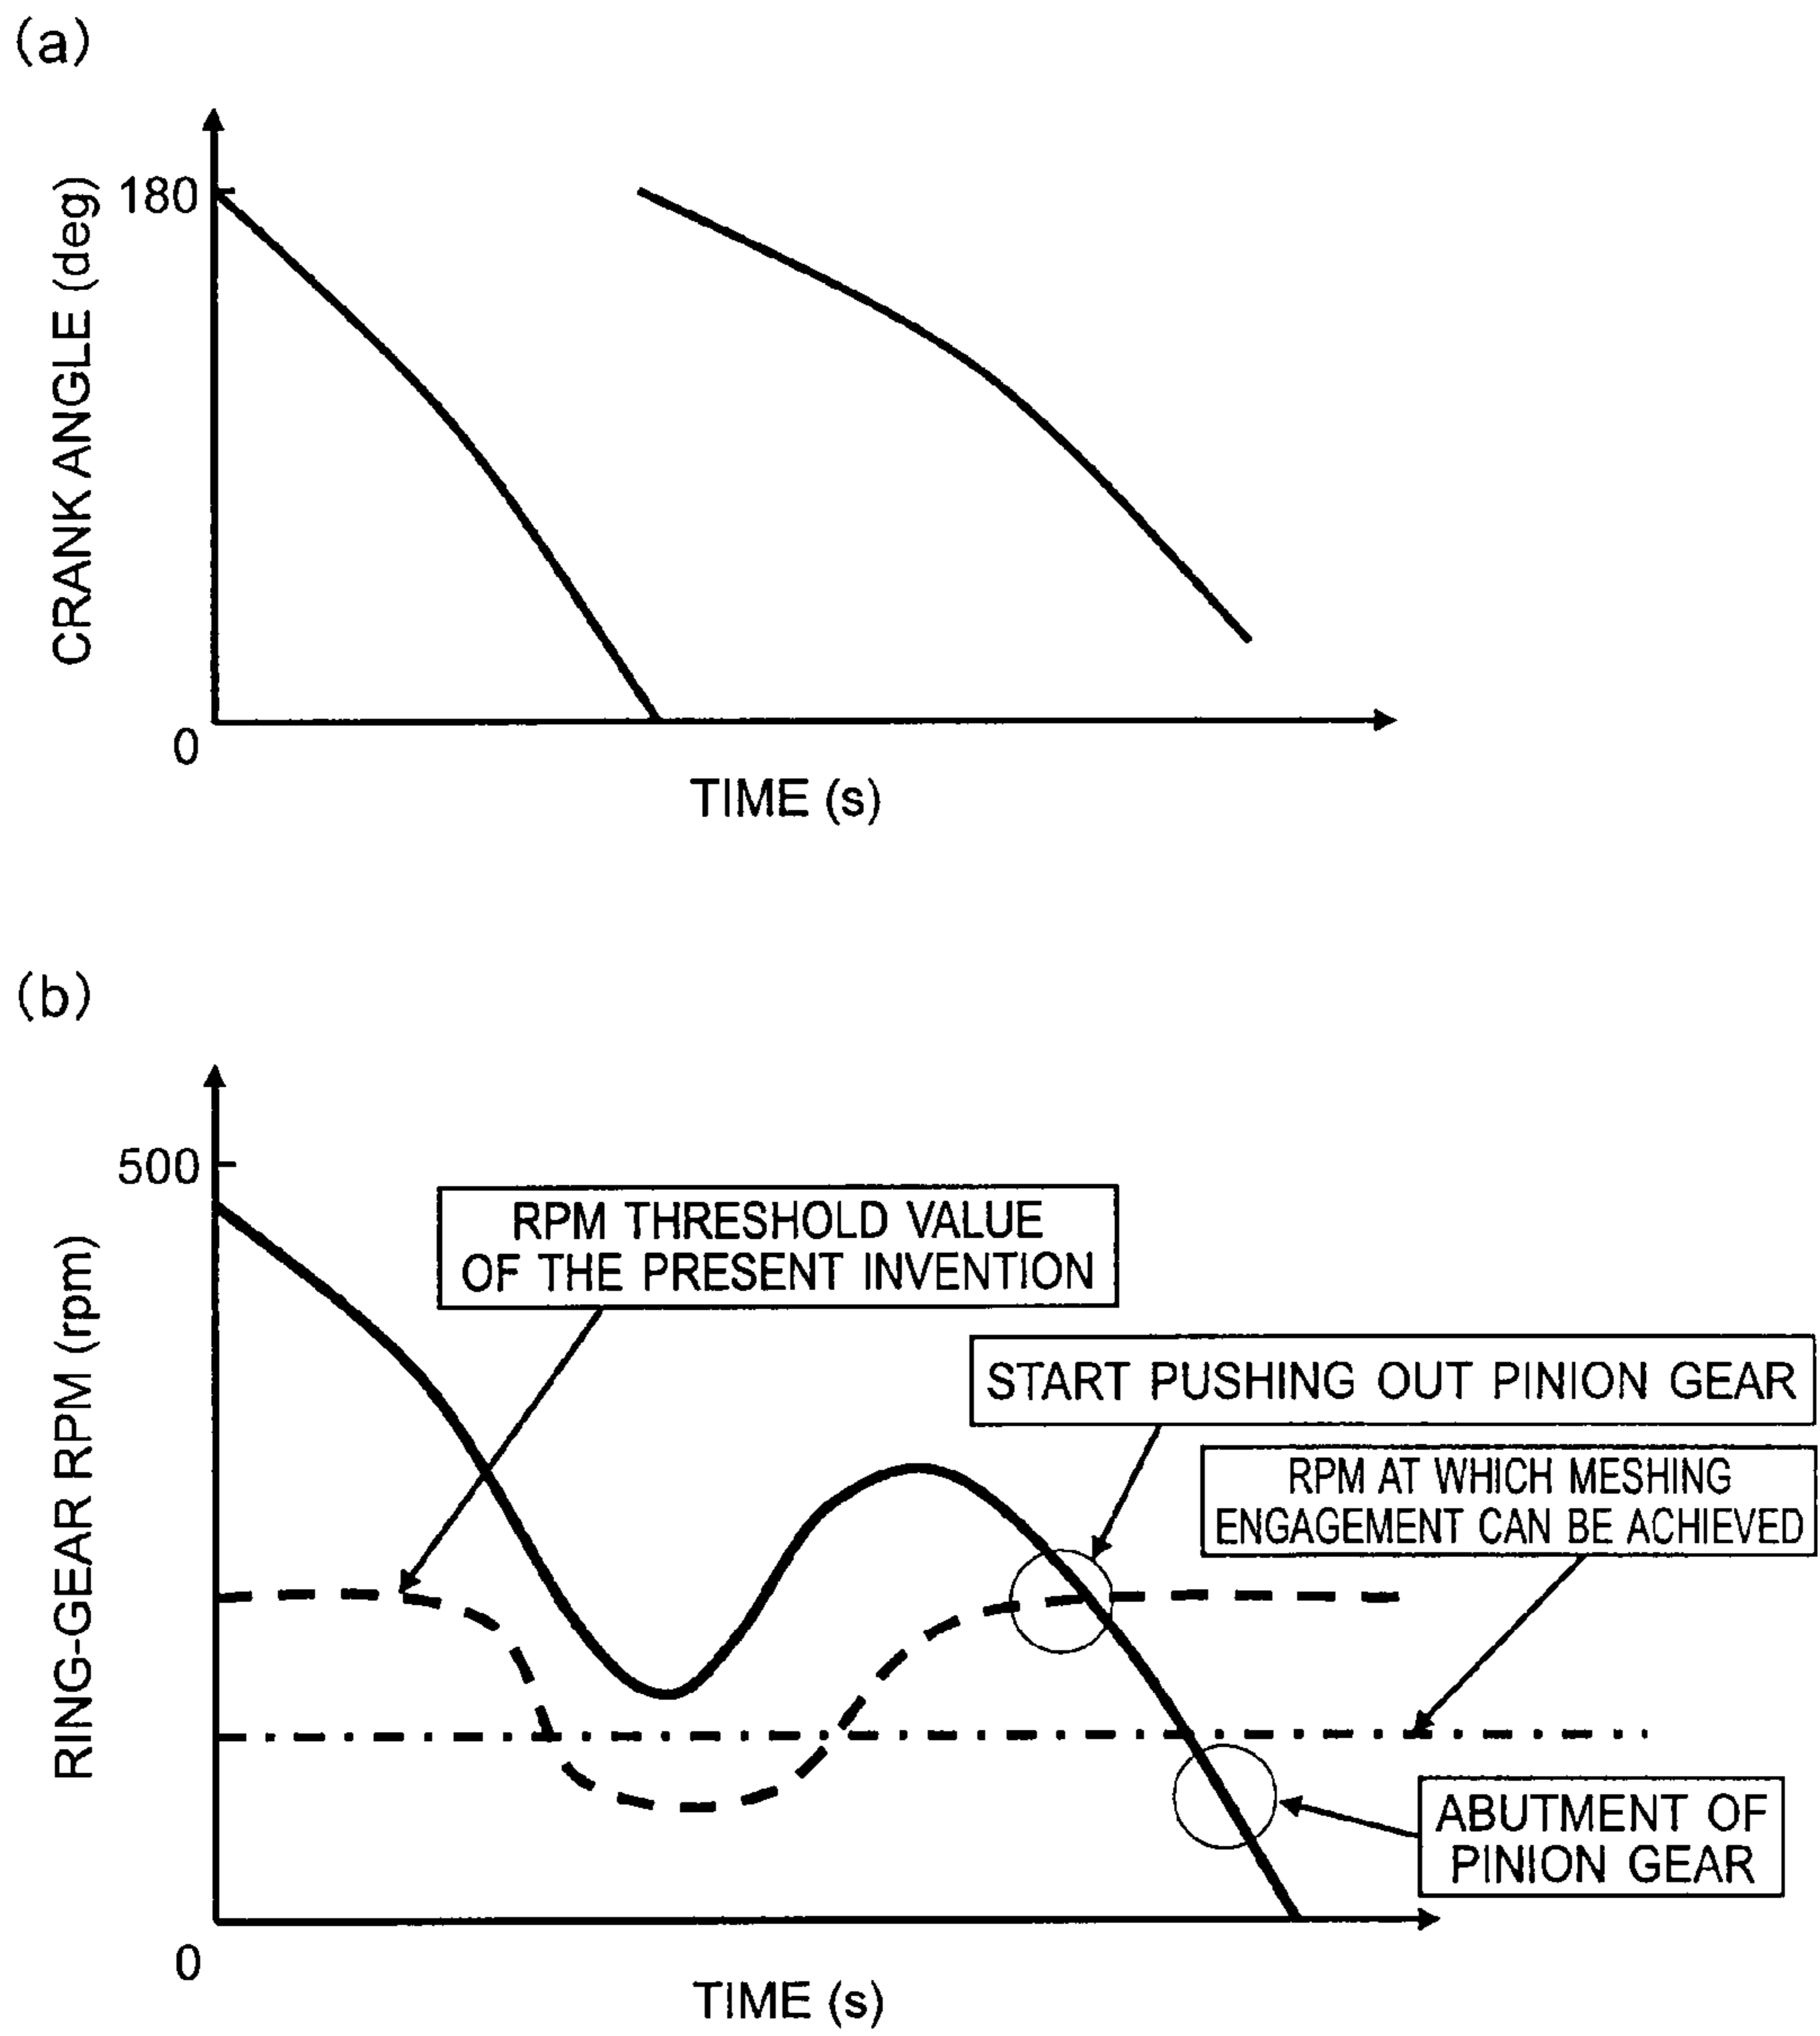 (a)
CRANK ANGLE (deg)
180
0
TIME (s)
(b)
RING-GEAR RPM (rpm)
500
RPM THRESHOLD VALUE
OF THE PRESENT INVENTION
START PUSHING OUT PINION GEAR
RPM AT WHICH MESHING
ENGAGEMENT CAN BE ACHIEVED
ABUTMENT OF
PINION GEAR
0
TIME (s)